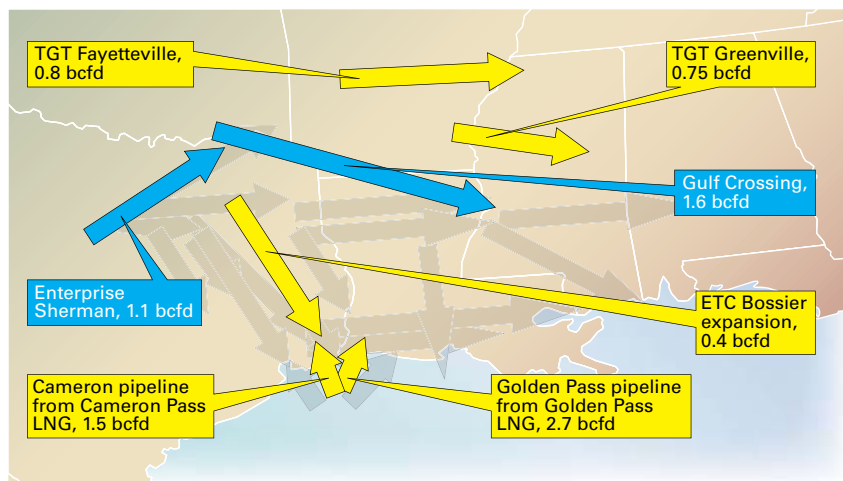 TGT Fayetteville,
0.8 bcfd
TGT Greenville,
0.75 bcfd
Gulf Crossing,
1.6 bcfd
Enterprise
Sherman, 1.1 bcfd
ETC Bossier
expansion,
0.4 bcfd
Cameron pipeline
from Cameron Pass
LNG, 1.5 bcfd
Golden Pass pipeline
from Golden Pass
LNG, 2.7 bcfd